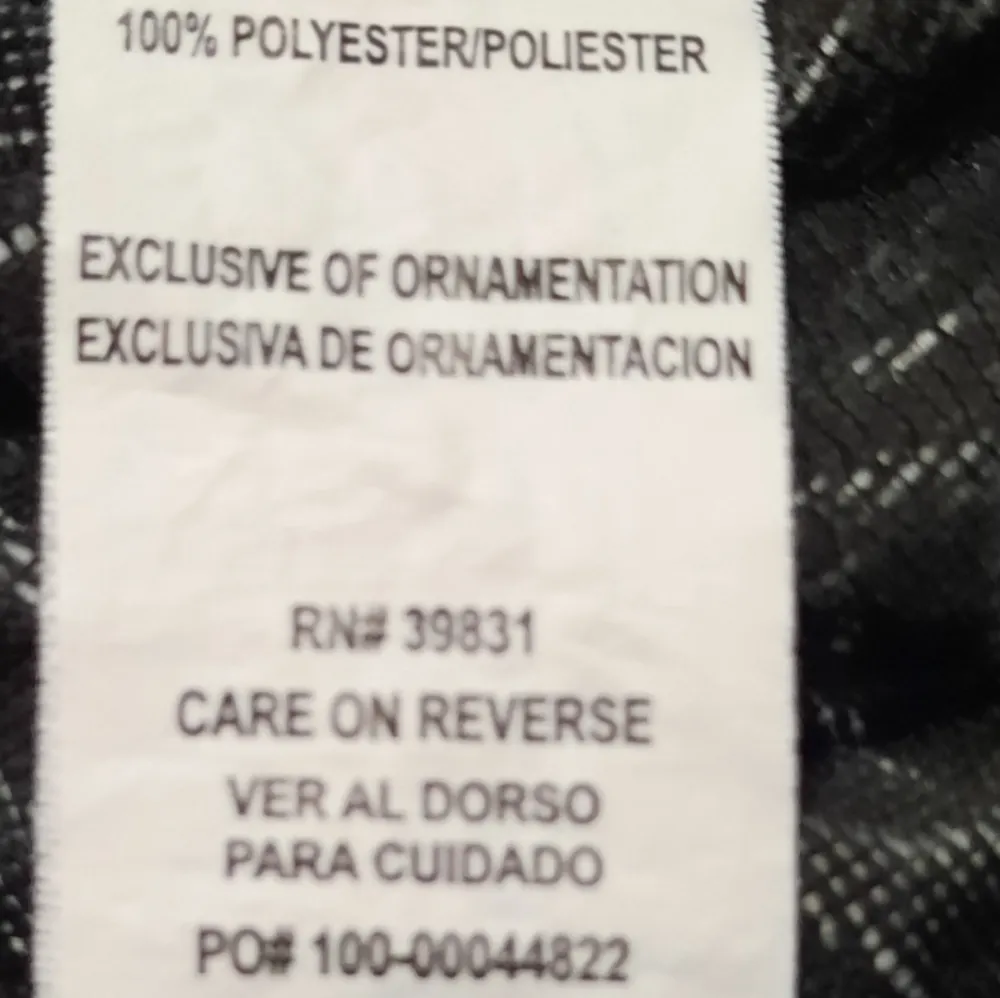 100% POLYESTER/POLIESTER
EXCLUSIVE OF ORNAMENTATION
EXCLUSIVA DE ORNAMENTACION
RN# 39831
CARE ON REVERSE
VER AL DORSO
PARA CUIDADO
PO# 100-00044822